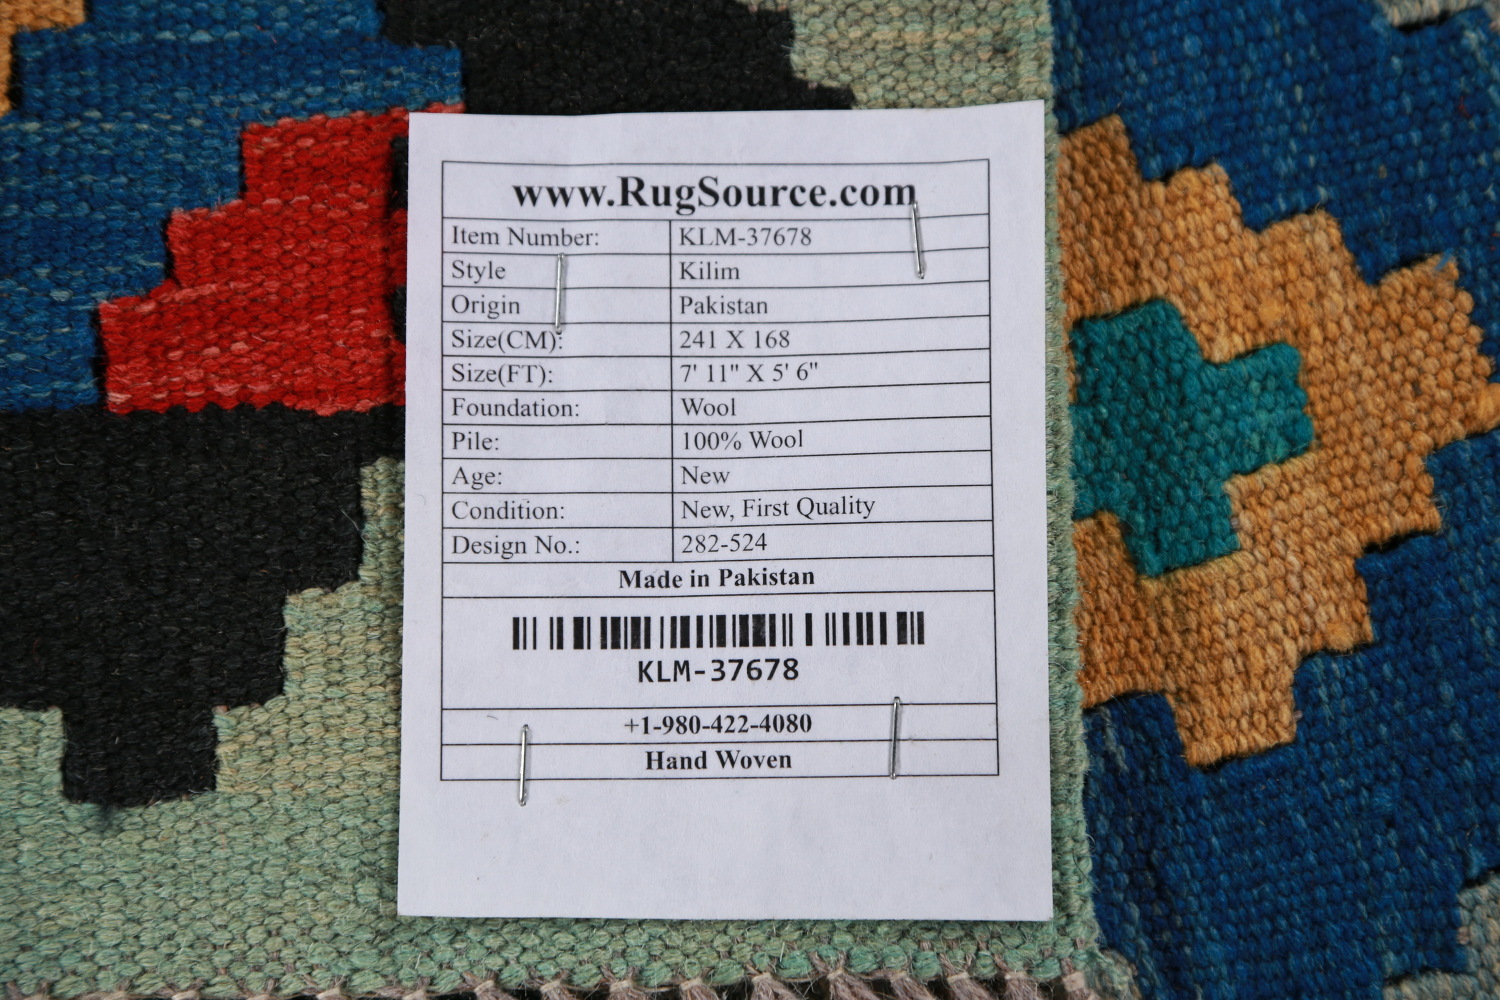 www.RugSource.com
Item Number: KLM-37678
Style Kilim
Origin Pakistan
Size(CM): 241 X 168
Size(FT): 7' 11" X 5' 6"
Foundation: Wool
Pile: 100% Wool
Age: New
Condition: New, First Quality
Design No.: 282-524
Made in Pakistan
KLM-37678
+1-980-422-4080
Hand Woven